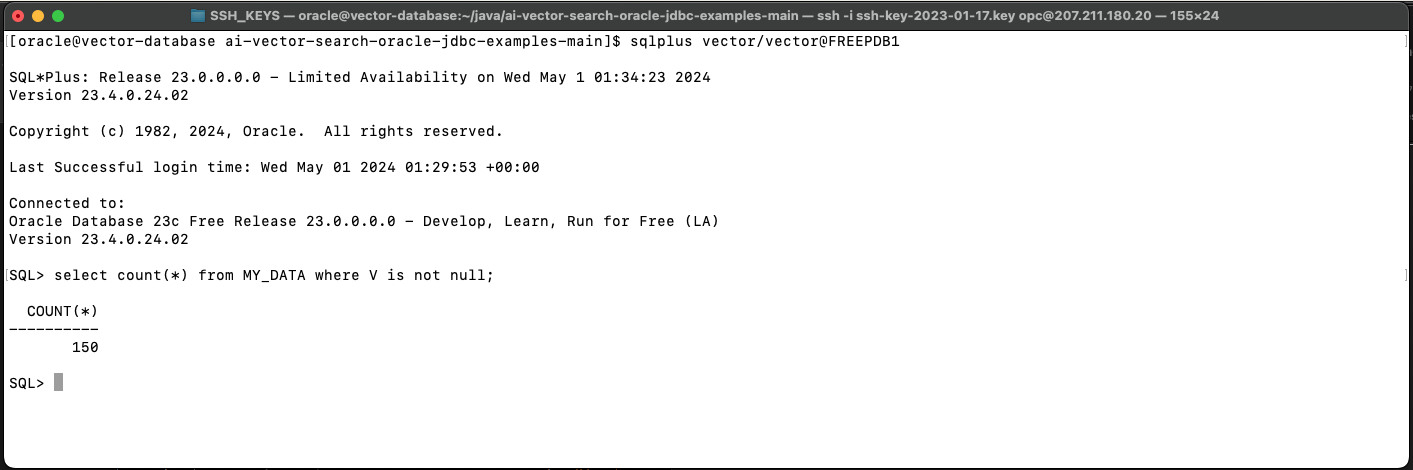 SSH_KEYS — oracle@vector-database:~/java/ai-vector-search-oracle-jdbc-examples-main — ssh -i ssh-key-2023-01-17.key opc@207.211.180.20 — 155×24
[[oracle@vector-database ai-vector-search-oracle-jdbc-examples-main]$ sqlplus vector/vector@FREEPDB1 ]
SQL*Plus: Release 23.0.0.0.0 - Limited Availability on Wed May 1 01:34:23 2024
Version 23.4.0.24.02
Copyright (c) 1982, 2024, Oracle.  All rights reserved.
Last Successful login time: Wed May 01 2024 01:29:53 +00:00
Connected to:
Oracle Database 23c Free Release 23.0.0.0.0 - Develop, Learn, Run for Free (LA)
Version 23.4.0.24.02
[SQL> select count(*) from MY_DATA where V is not null; ]
COUNT(*)
----------
150
SQL>